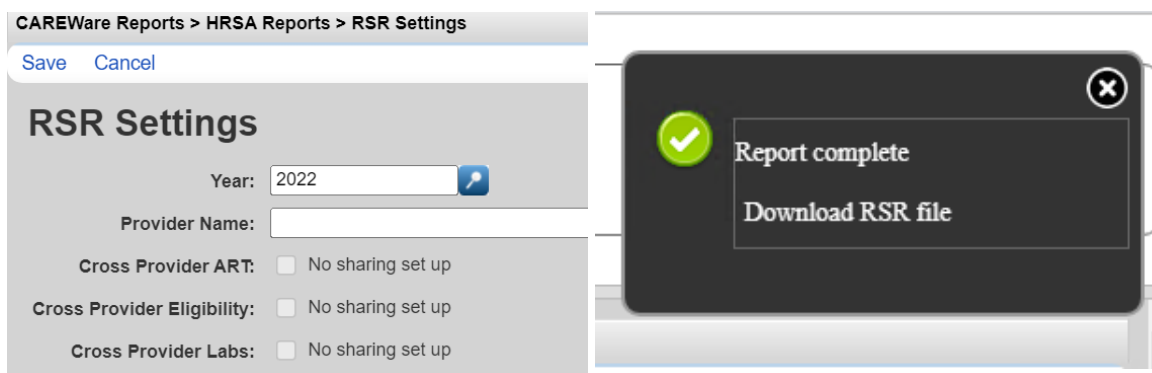 CAREWare Reports > HRSA Reports > RSR Settings
Save Cancel
RSR Settings
Year: 2022
Provider Name:
Cross Provider ART: No sharing set up
Cross Provider Eligibility: No sharing set up
Cross Provider Labs: No sharing set up
Report complete
Download RSR file